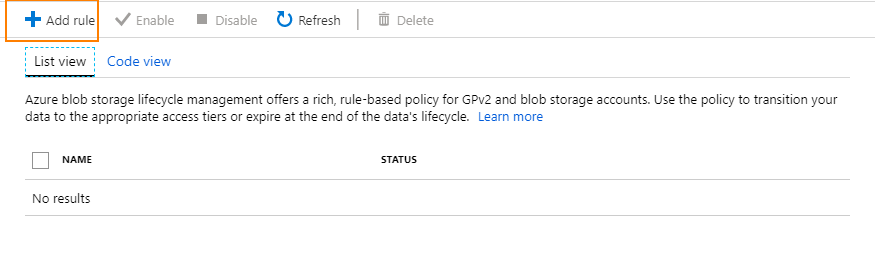 Add rule Enable Disable Refresh Delete
List view Code view
Azure blob storage lifecycle management offers a rich, rule-based policy for GPv2 and blob storage accounts. Use the policy to transition your
data to the appropriate access tiers or expire at the end of the data's lifecycle. Learn more
NAME STATUS
No results